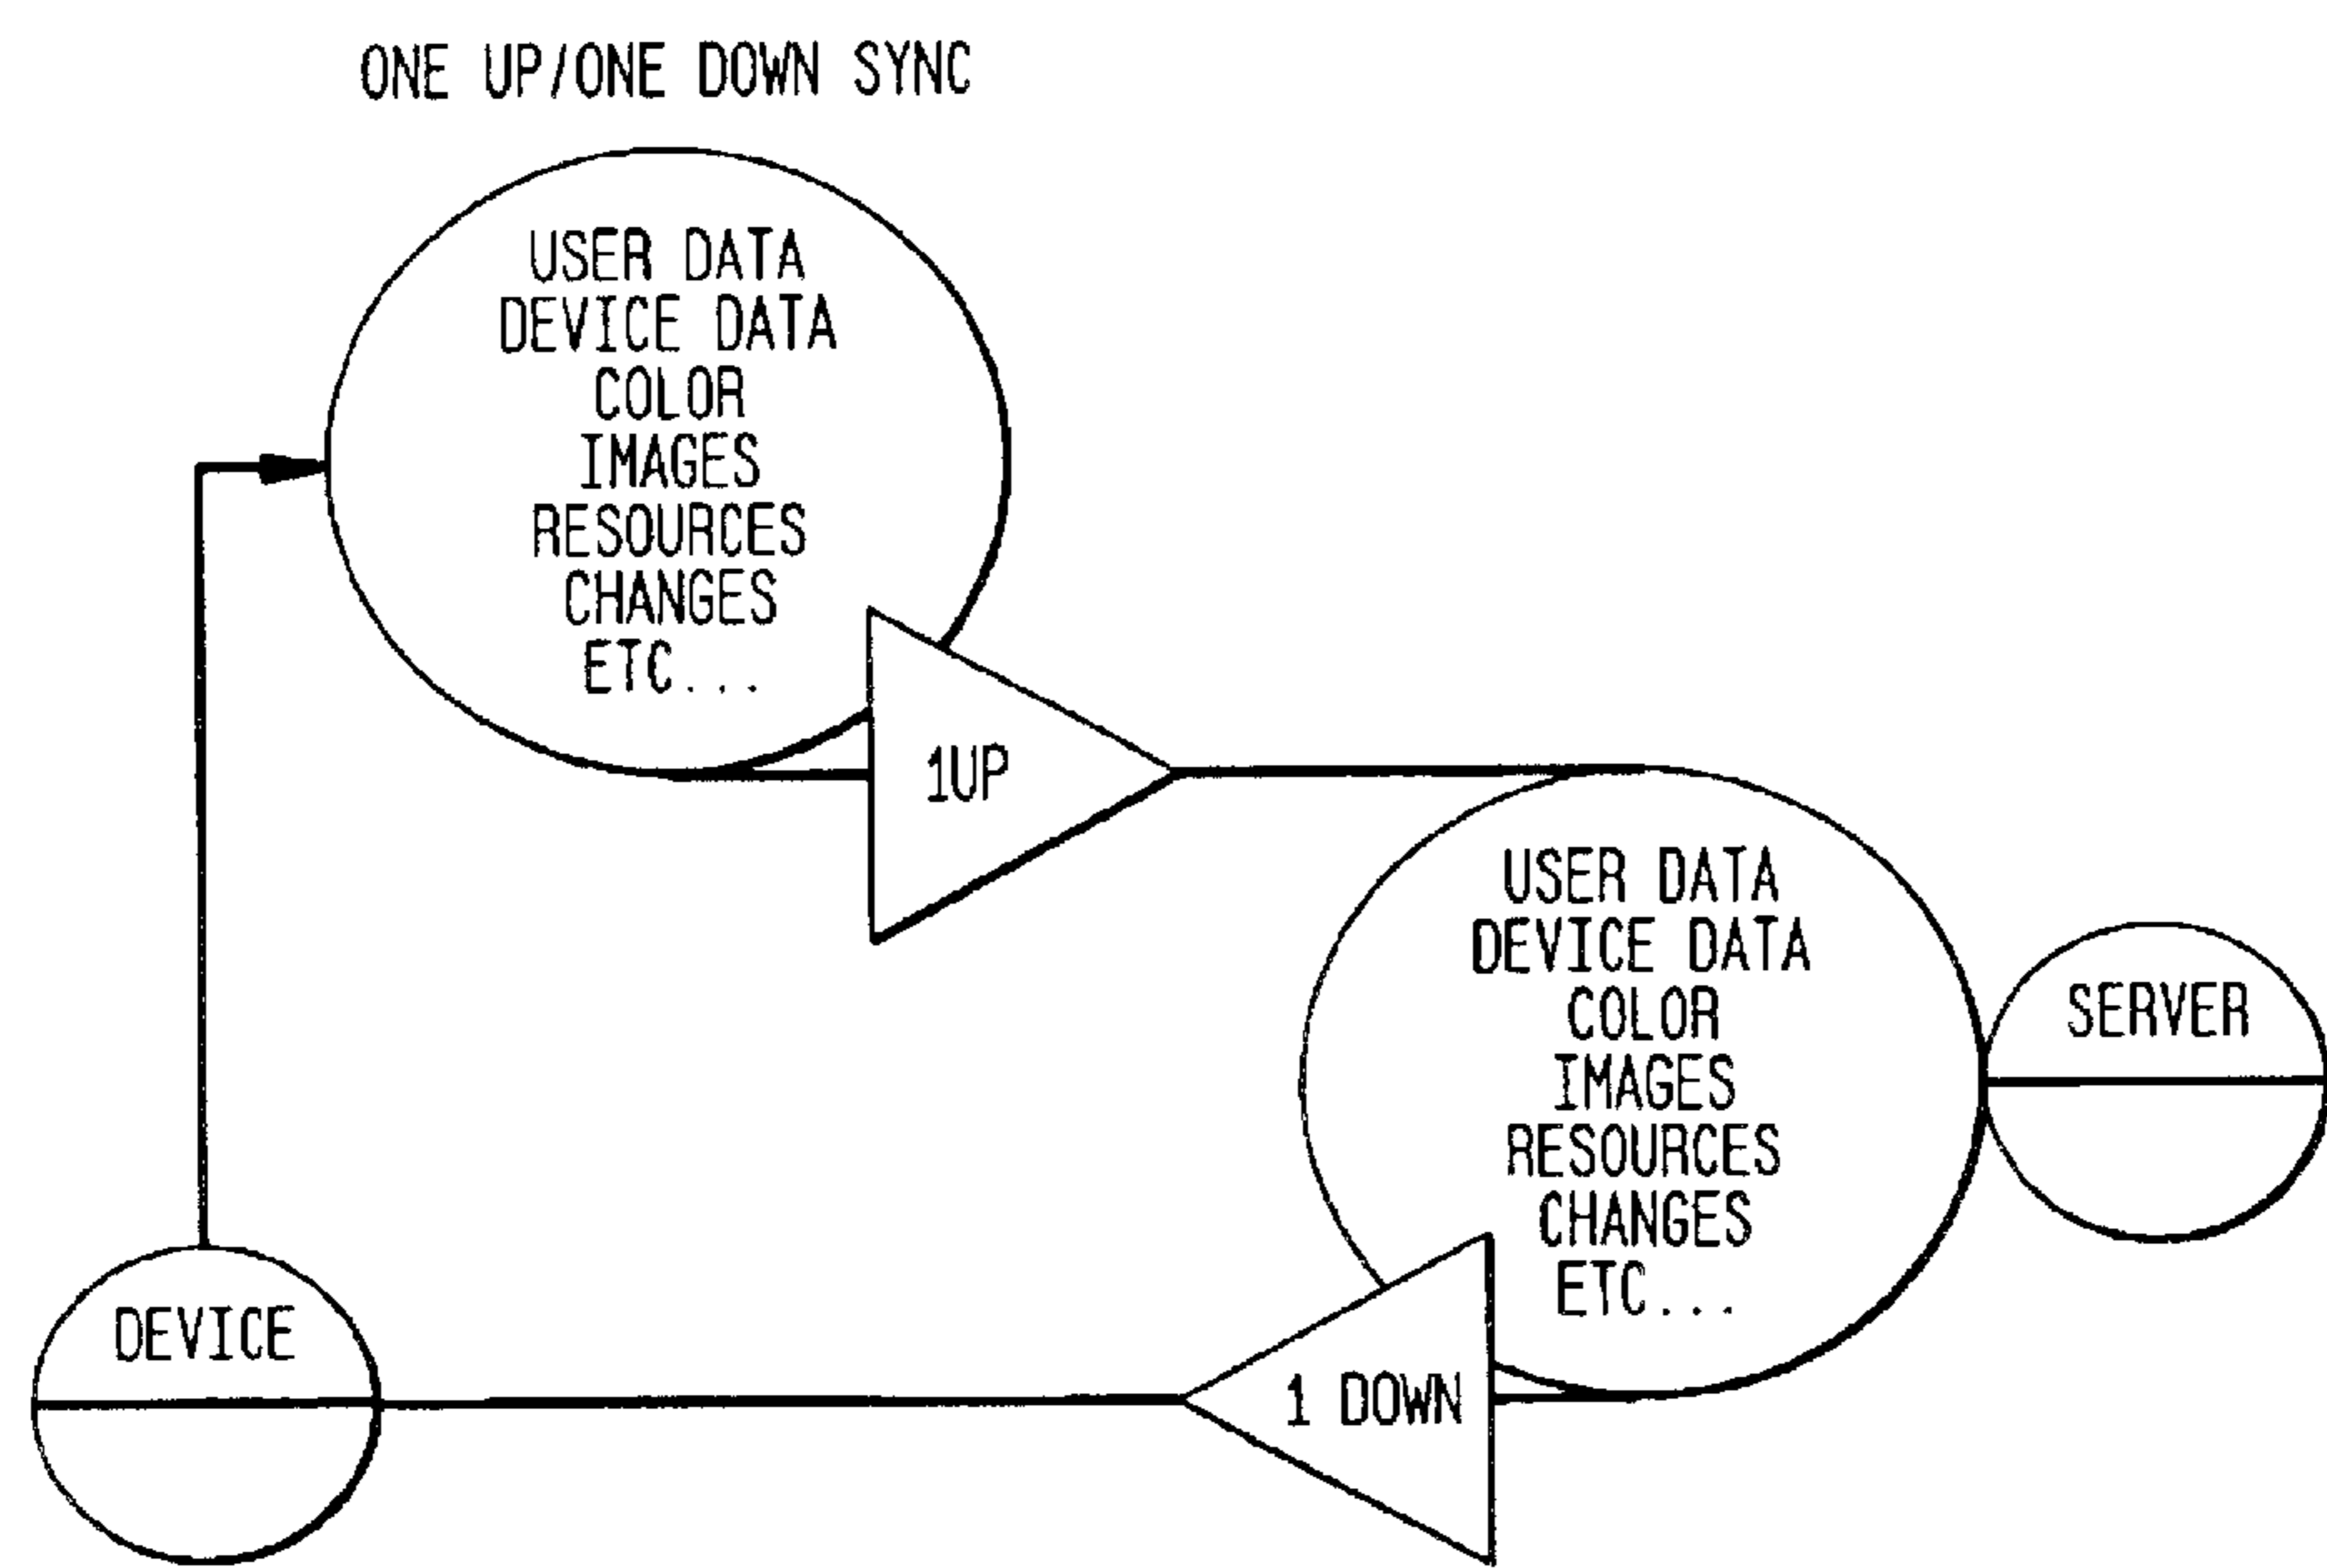 ONE UP/ONE DOWN SYNC
USER DATA
DEVICE DATA
COLOR
IMAGES
RESOURCES
CHANGES
ETC...
1UP
USER DATA
DEVICE DATA
COLOR
IMAGES
RESOURCES
CHANGES
ETC...
SERVER
DEVICE
1 DOWN